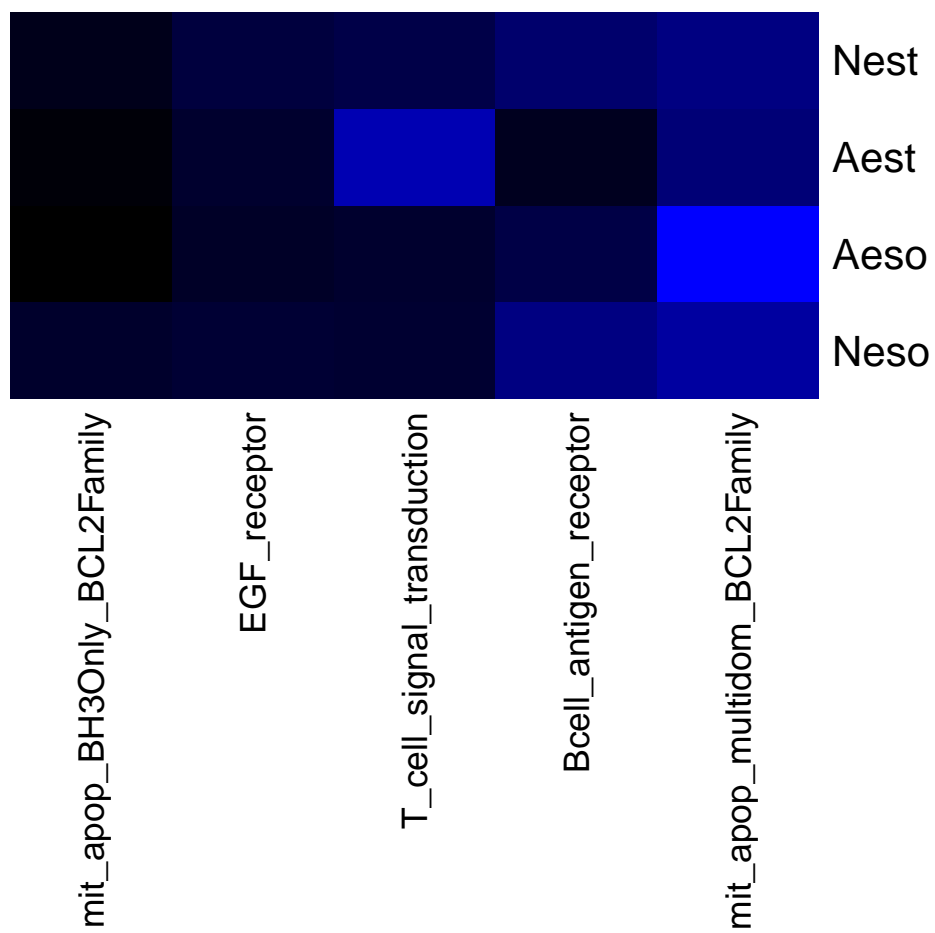 Nest
Aest
Aeso
Neso
mit_apop_BH3Only_BCL2Family
EGF_receptor
T_cell_signal_transduction
Bcell_antigen_receptor
mit_apop_multidom_BCL2Family